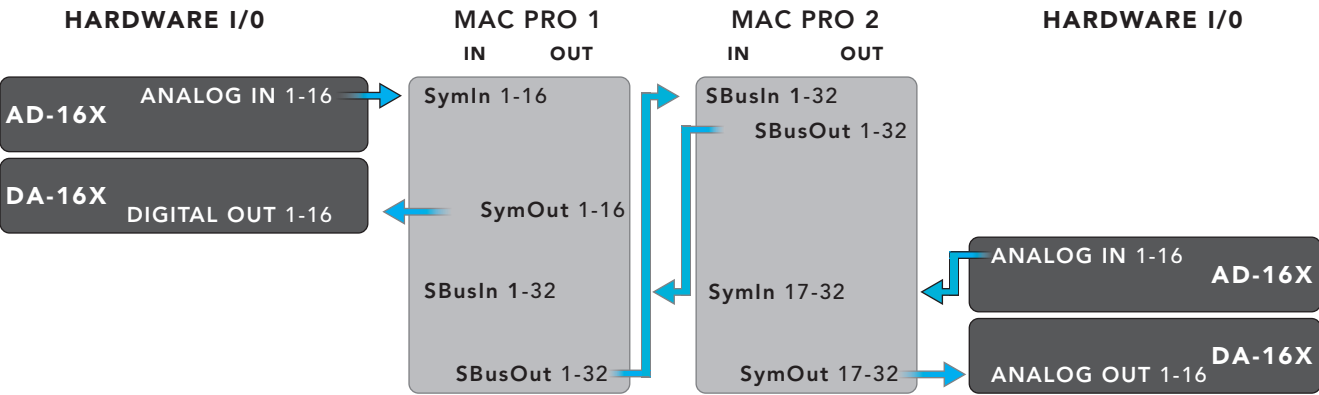 HARDWARE I/0
MAC PRO 1
MAC PRO 2
HARDWARE I/0
IN OUT
IN OUT
AD-16X
ANALOG IN 1-16
DA-16X
DIGITAL OUT 1-16
SymIn 1-16
SymOut 1-16
SBusIn 1-32
SBusOut 1-32
SBusIn 1-32
SBusOut 1-32
SymIn 17-32
SymOut 17-32
ANALOG IN 1-16
AD-16X
DA-16X
ANALOG OUT 1-16